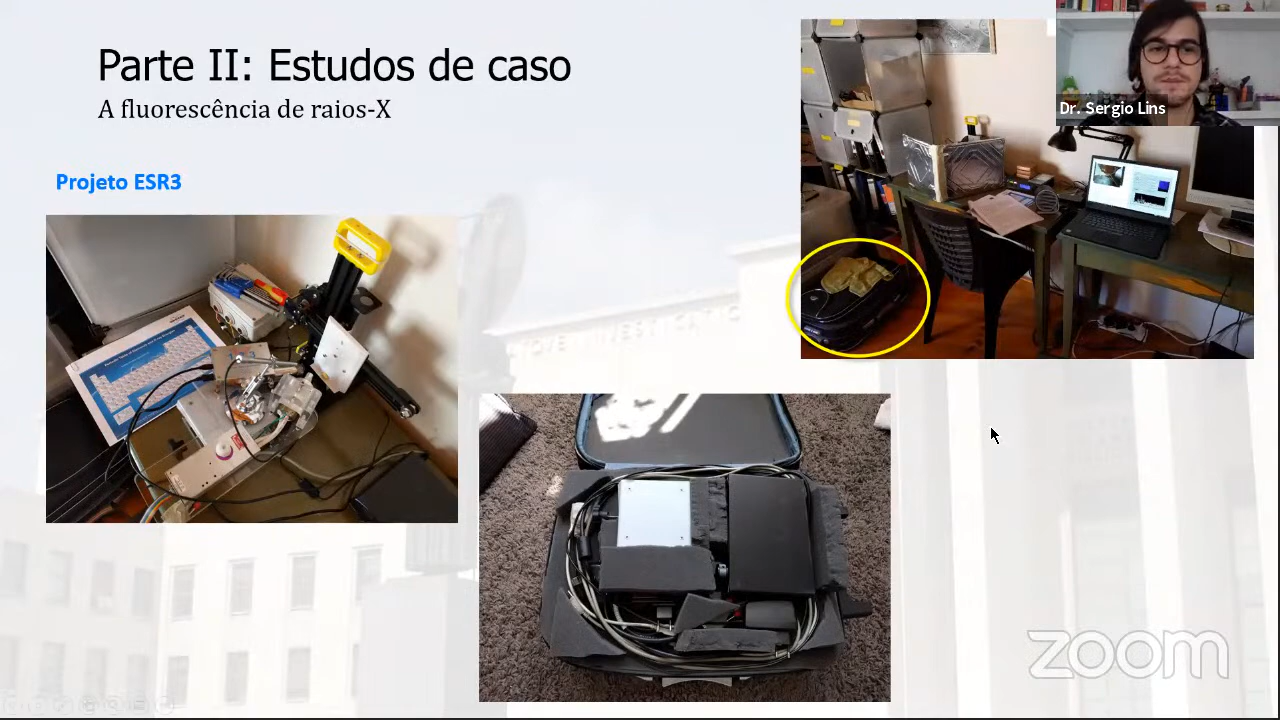 Parte II: Estudos de caso
A fluorescência de raios-X
Dr. Sergio Lins
Projeto ESR3
zoom